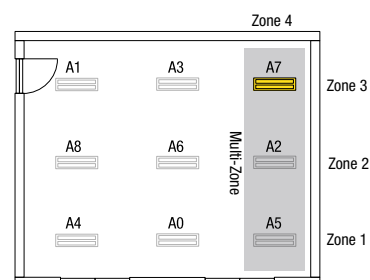 Zone 4
A1 A3 A7
Zone 3
A8 A6 A2
Zone 2
Multi-Zone
A4 A0 A5
Zone 1